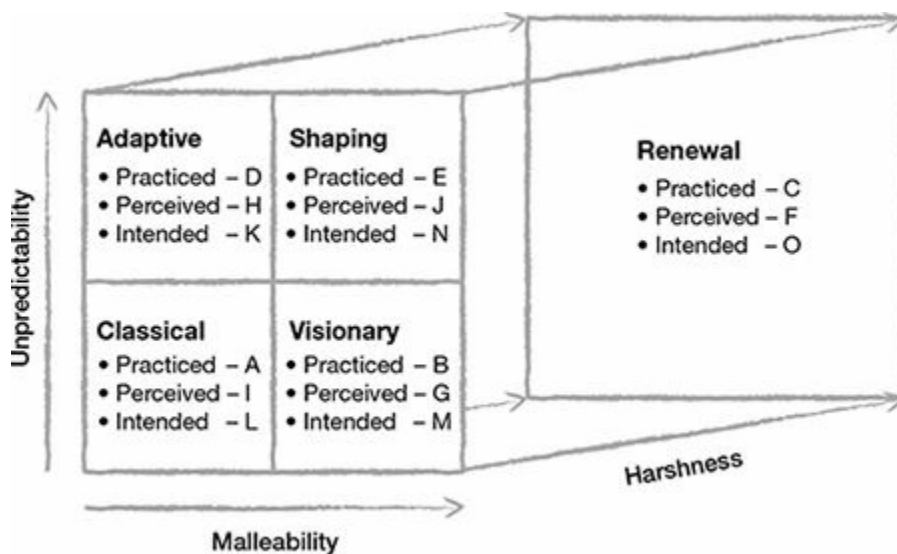 Unpredictability
Adaptive
• Practiced – D
• Perceived – H
• Intended – K
Shaping
• Practiced – E
• Perceived – J
• Intended – N
Classical
• Practiced – A
• Perceived – I
• Intended – L
Visionary
• Practiced – B
• Perceived – G
• Intended – M
Renewal
• Practiced – C
• Perceived – F
• Intended – O
Harshness
Malleability